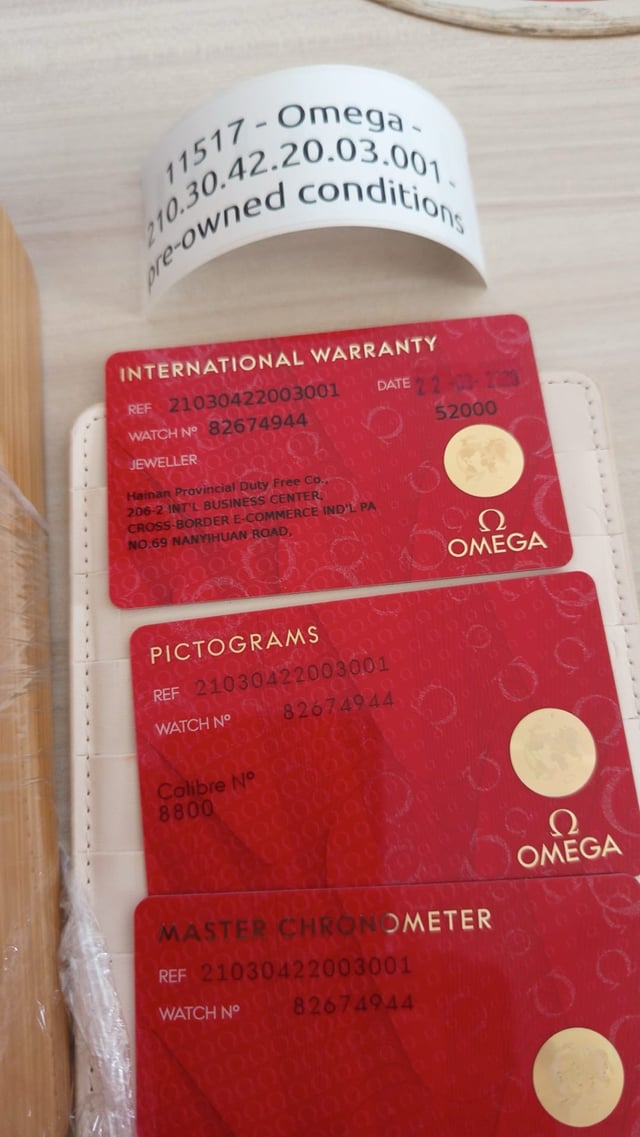 11517 - Omega -
210.30.42.20.03.001 -
pre-owned conditions
INTERNATIONAL WARRANTY
REF 21030422003001
DATE
WATCH Nº 82674944
52000
JEWELLER
Hainan Provincial Duty Free Co.,
206-2 INT'L BUSINESS CENTER,
CROSS-BORDER E-COMMERCE IND'L PA
NO.69 NANYIHUAN ROAD,
Ω
OMEGA
PICTOGRAMS
REF 21030422003001
WATCH Nº 82674944
Calibre Nº
8800
Ω
OMEGA
MASTER CHRONOMETER
REF 21030422003001
WATCH Nº 82674944